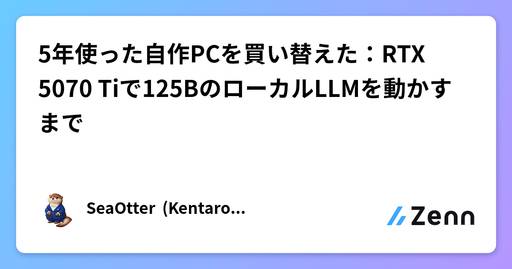 5年使った自作PCを買い替えた：RTX
5070 Tiで125BのローカルLLMを動かす
まで
SeaOtter (Kentaro...
Zenn